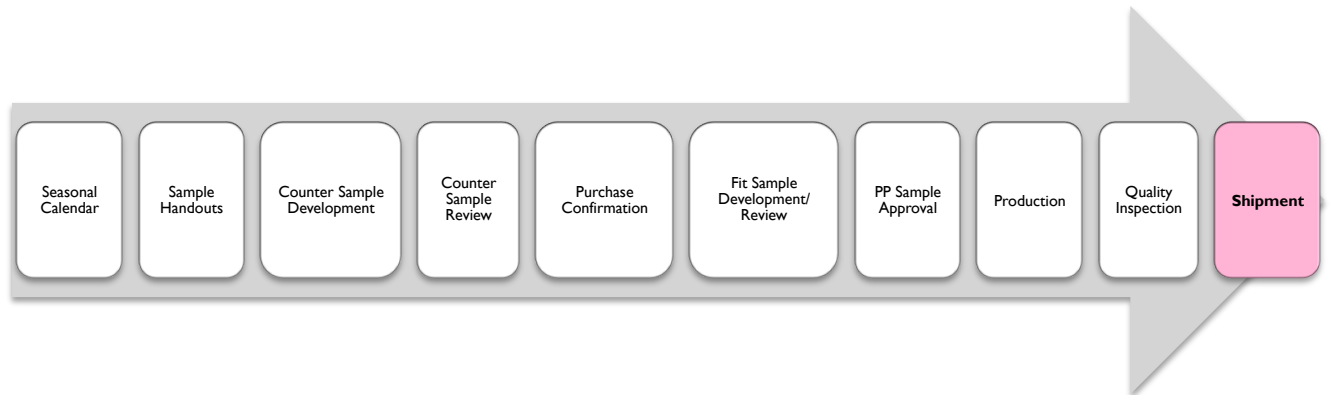 Seasonal
Calendar
Sample
Handouts
Counter Sample
Development
Counter
Sample
Review
Purchase
Confirmation
Fit Sample
Development/
Review
PP Sample
Approval
Production
Quality
Inspection
Shipment